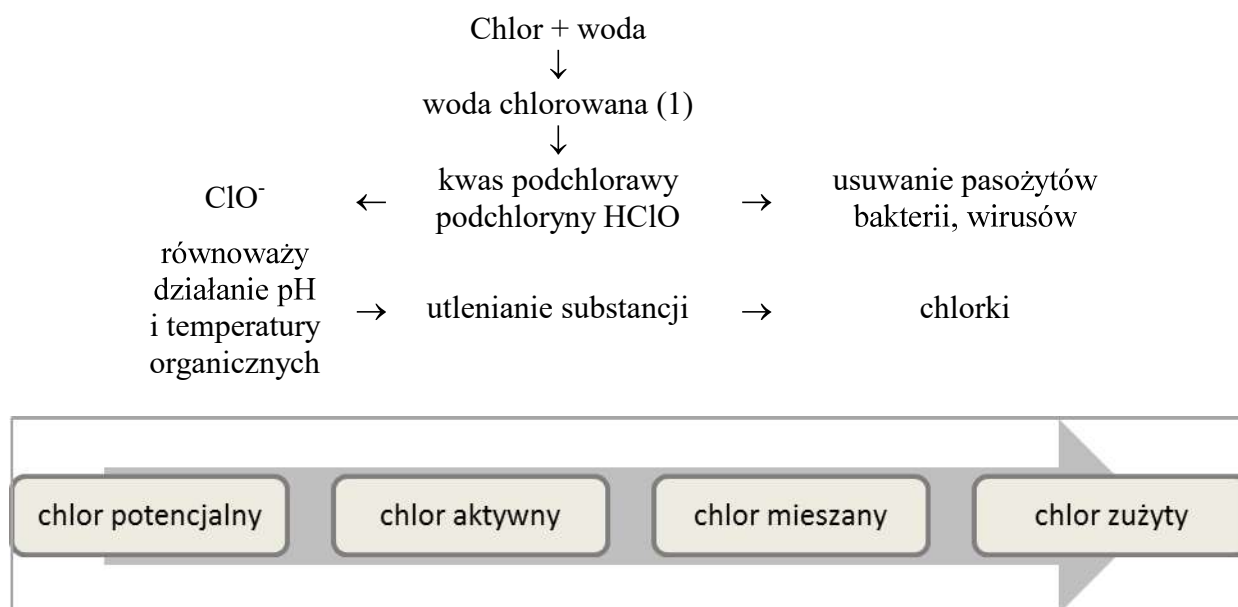 Chlor + woda
↓
woda chlorowana (1)
↓
ClO⁻ ← kwas podchlorawy podchloryny HClO → usuwanie pasożytów bakterii, wirusów
równoważy
działanie pH
i temperatury
organicznych
→ utlenianie substancji → chlorki
chlor potencjalny
chlor aktywny
chlor mieszany
chlor zużyty